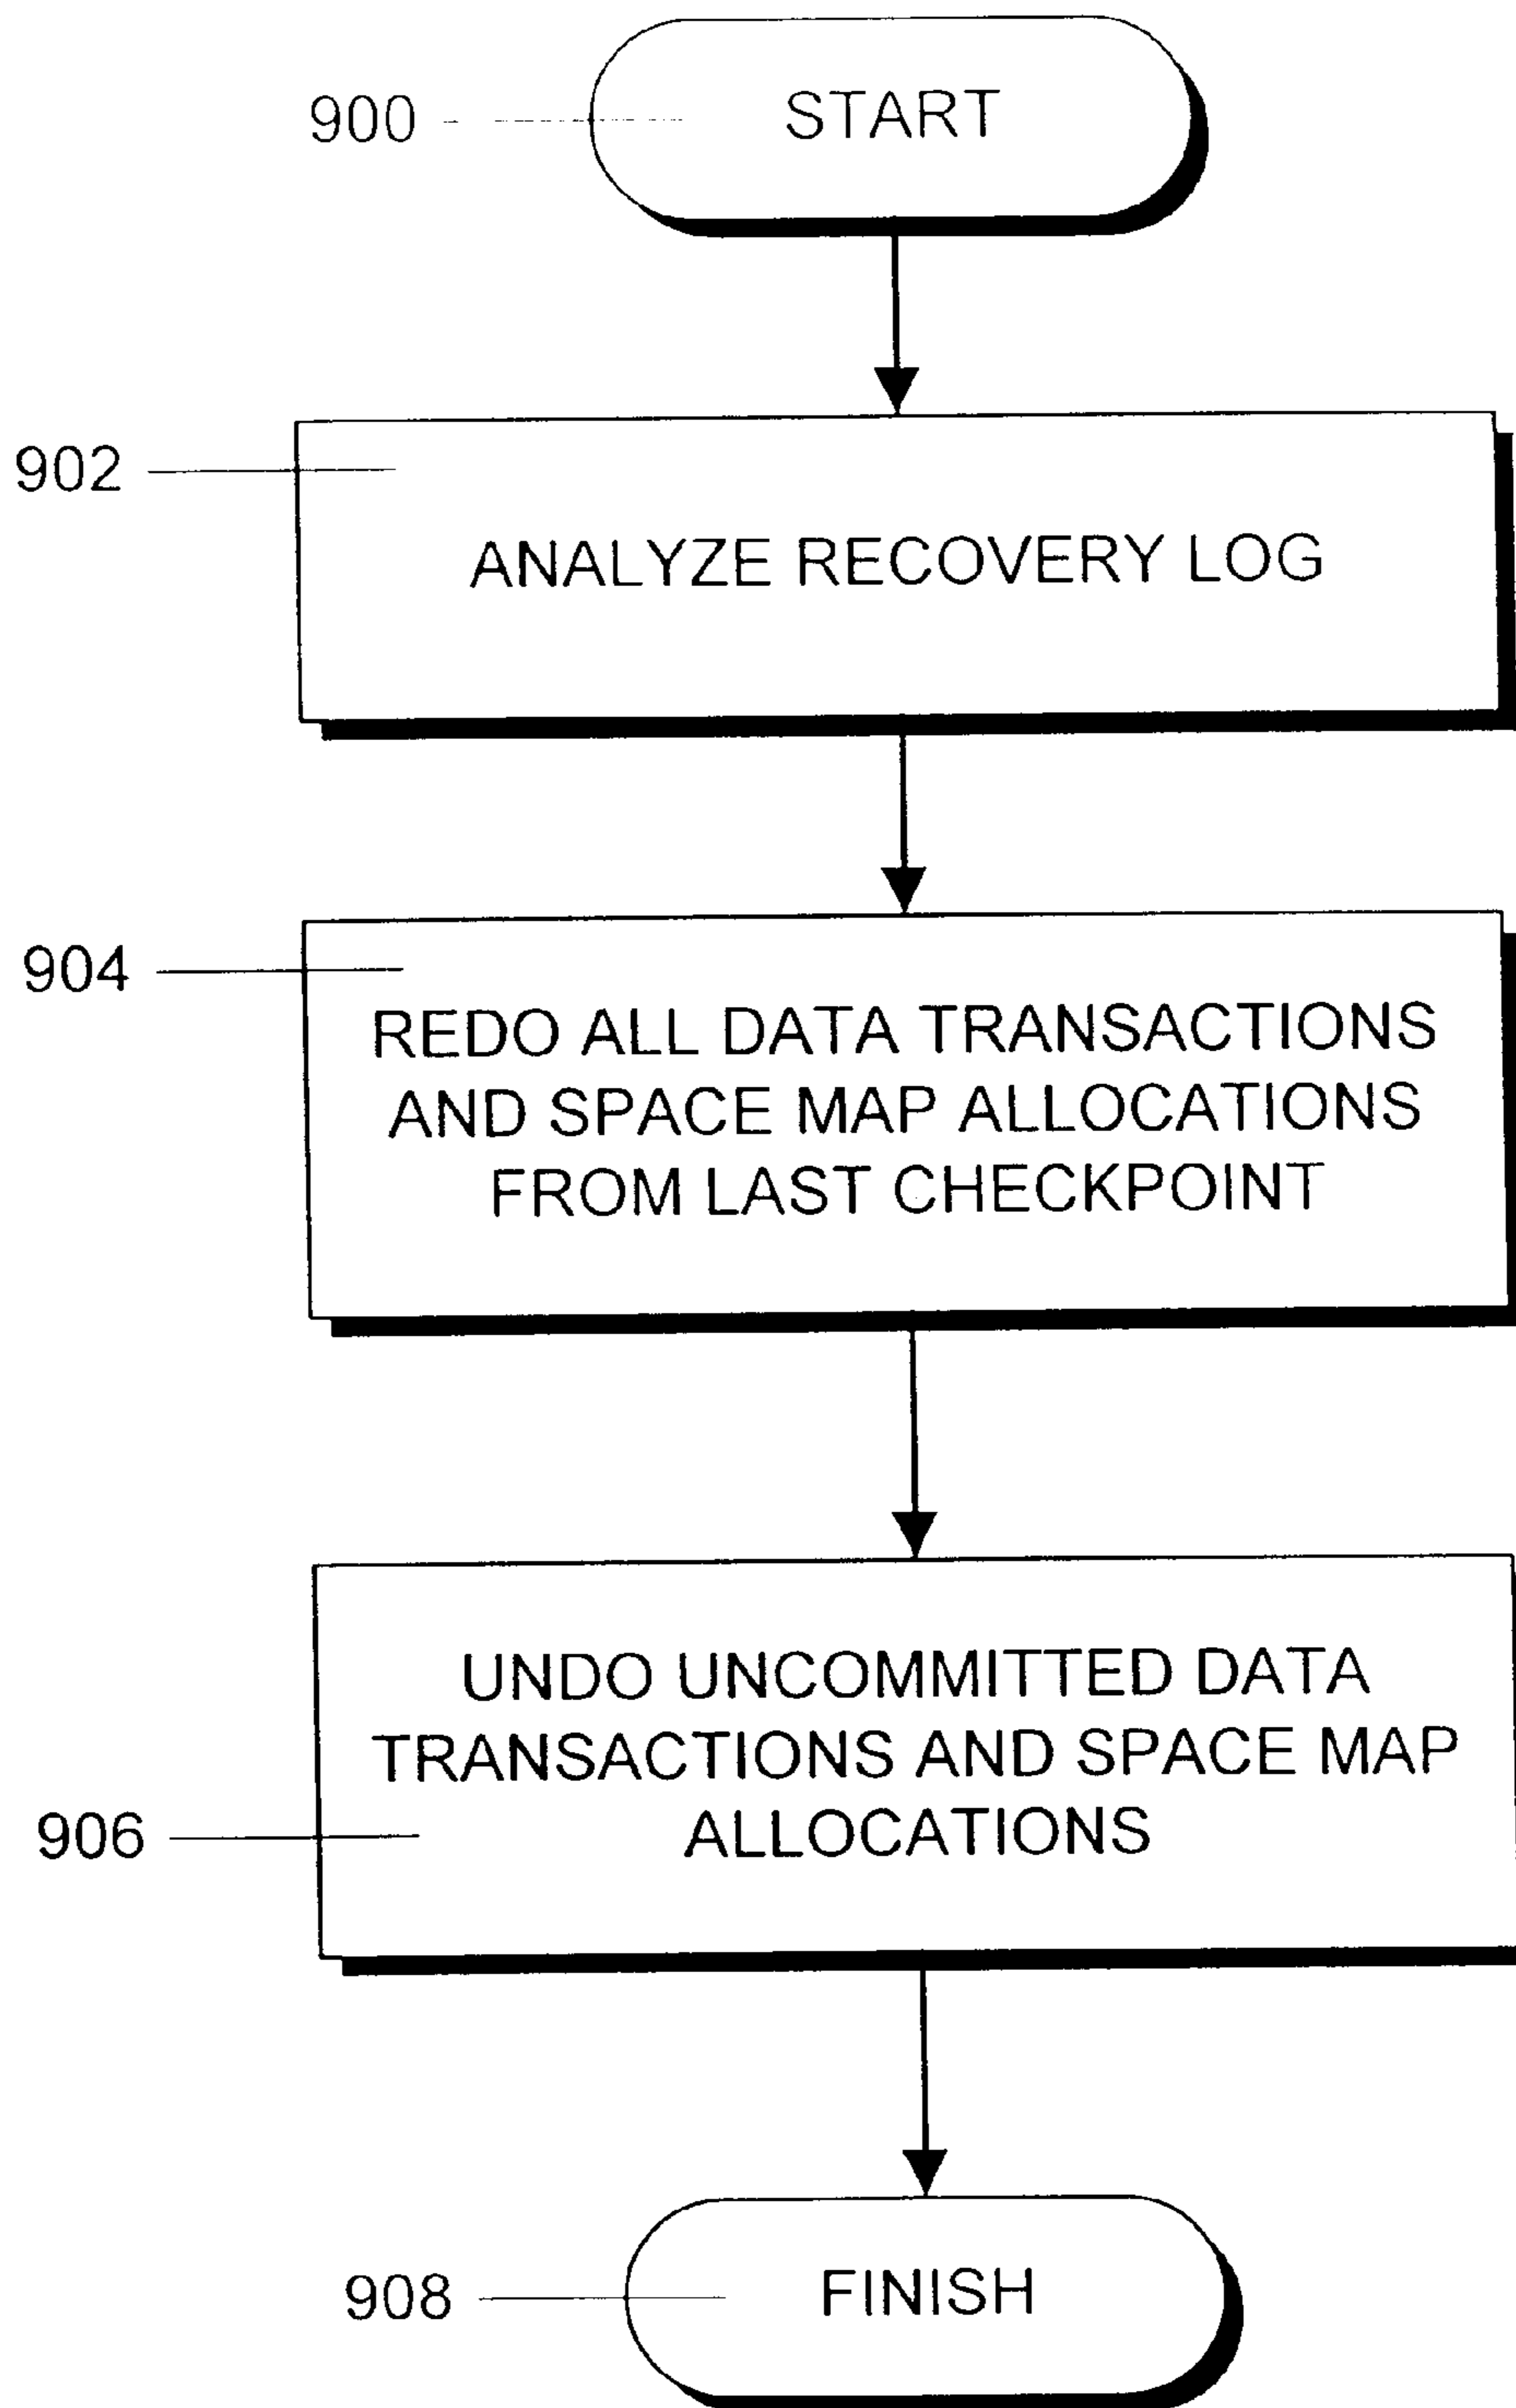 900
START
902
ANALYZE RECOVERY LOG
904
REDO ALL DATA TRANSACTIONS
AND SPACE MAP ALLOCATIONS
FROM LAST CHECKPOINT
UNDO UNCOMMITTED DATA
TRANSACTIONS AND SPACE MAP
906
ALLOCATIONS
908
FINISH